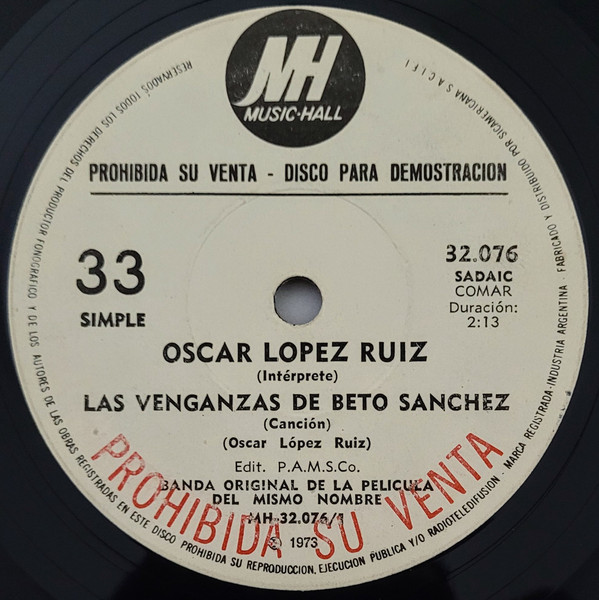 MH
MUSIC-HALL
PROHIBIDA SU VENTA - DISCO PARA DEMOSTRACION
33
SIMPLE
32.076
SADAIC
COMAR
Duración:
2:13
OSCAR LOPEZ RUIZ
(Intérprete)
LAS VENGANZAS DE BETO SANCHEZ
(Canción)
(Oscar López Ruiz)
Edit. P.A.M.S.Co.
BANDA ORIGINAL DE LA PELICULA
DEL MISMO NOMBRE
MH-32.076/1
℗ 1973
PROHIBIDA SU VENTA
RESERVADOS TODOS LOS DERECHOS DEL PRODUCTOR FONOGRAFICO Y DE LOS AUTORES DE LAS OBRAS REGISTRADAS EN ESTE DISCO PROHIBIDA SU REPRODUCCION, EJECUCION PUBLICA Y/O RADIOTELEDIFUSION - MARCA REGISTRADA - INDUSTRIA ARGENTINA - FABRICADO Y DISTRIBUIDO POR SICAMERICANA S.A.C.I.F.I.